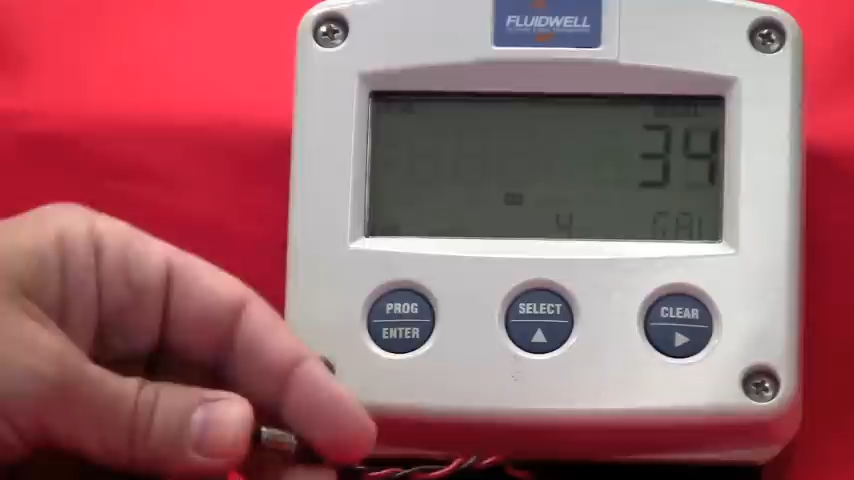 FLUIDWELL
34
4 GAL
PROG
ENTER
SELECT
CLEAR